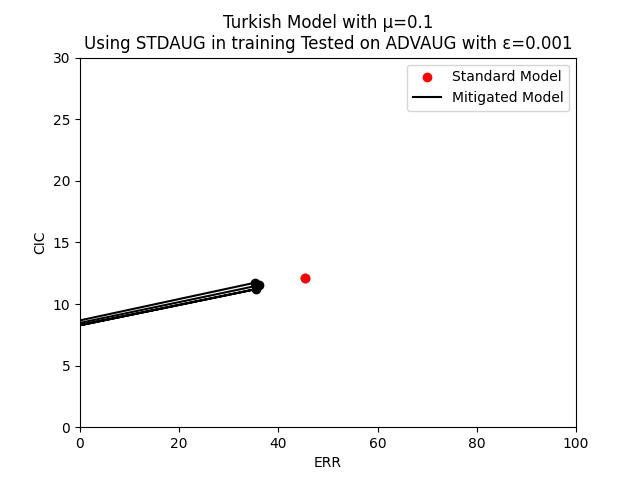 Turkish Model with μ=0.1
Using STDAUG in training Tested on ADVAUG with ε=0.001
Standard Model
Mitigated Model
30
25
20
15
10
5
0
CIC
0 20 40 60 80 100
ERR